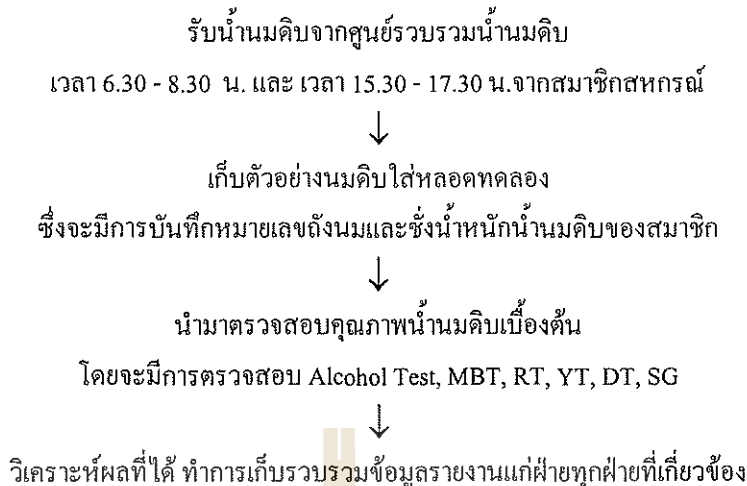 รับน้ำนมดิบจากศูนย์รวบรวมน้ำนมดิบ
เวลา 6.30 - 8.30 น. และ เวลา 15.30 - 17.30 น.จากสมาชิกสหกรณ์
↓
เก็บตัวอย่างนมดิบใส่หลอดทดลอง
ซึ่งจะมีการบันทึกหมายเลขถังนมและชั่งน้ำหนักน้ำนมดิบของสมาชิก
↓
นำมาตรวจสอบคุณภาพน้ำนมดิบเบื้องต้น
โดยจะมีการตรวจสอบ Alcohol Test, MBT, RT, YT, DT, SG
↓
วิเคราะห์ผลที่ได้ ทำการเก็บรวบรวมข้อมูลรายงานแก่ฝ่ายทุกฝ่ายที่เกี่ยวข้อง